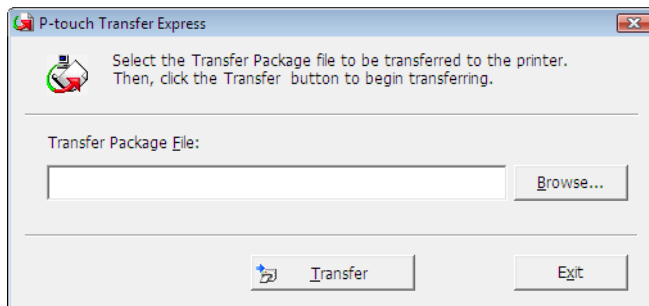 P-touch Transfer Express
Select the Transfer Package file to be transferred to the printer.
Then, click the Transfer button to begin transferring.
Transfer Package File:
Browse...
Transfer
Exit